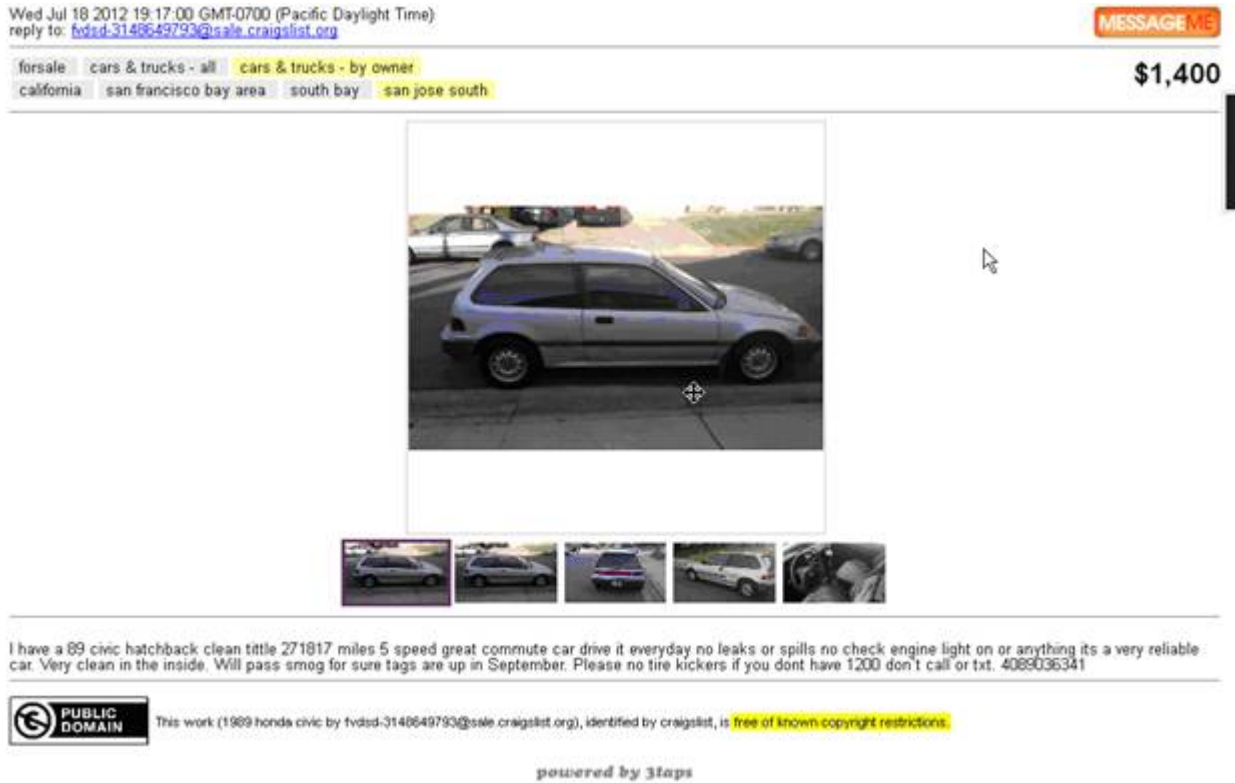 Wed Jul 18 2012 19:17:00 GMT-0700 (Pacific Daylight Time)
reply to: fvdsd-3148649793@sale.craigslist.org
MESSAGE ME
forsale cars & trucks - all cars & trucks - by owner
$1,400
california san francisco bay area south bay san jose south
I have a 89 civic hatchback clean tittle 271817 miles 5 speed great commute car drive it everyday no leaks or spills no check engine light on or anything its a very reliable
car. Very clean in the inside. Will pass smog for sure tags are up in September. Please no tire kickers if you dont have 1200 don't call or txt. 4089036341
PUBLIC
DOMAIN
This work (1989 honda civic by fvdsd-3148649793@sale.craigslist.org), identified by craigslist, is free of known copyright restrictions.
powered by 3taps